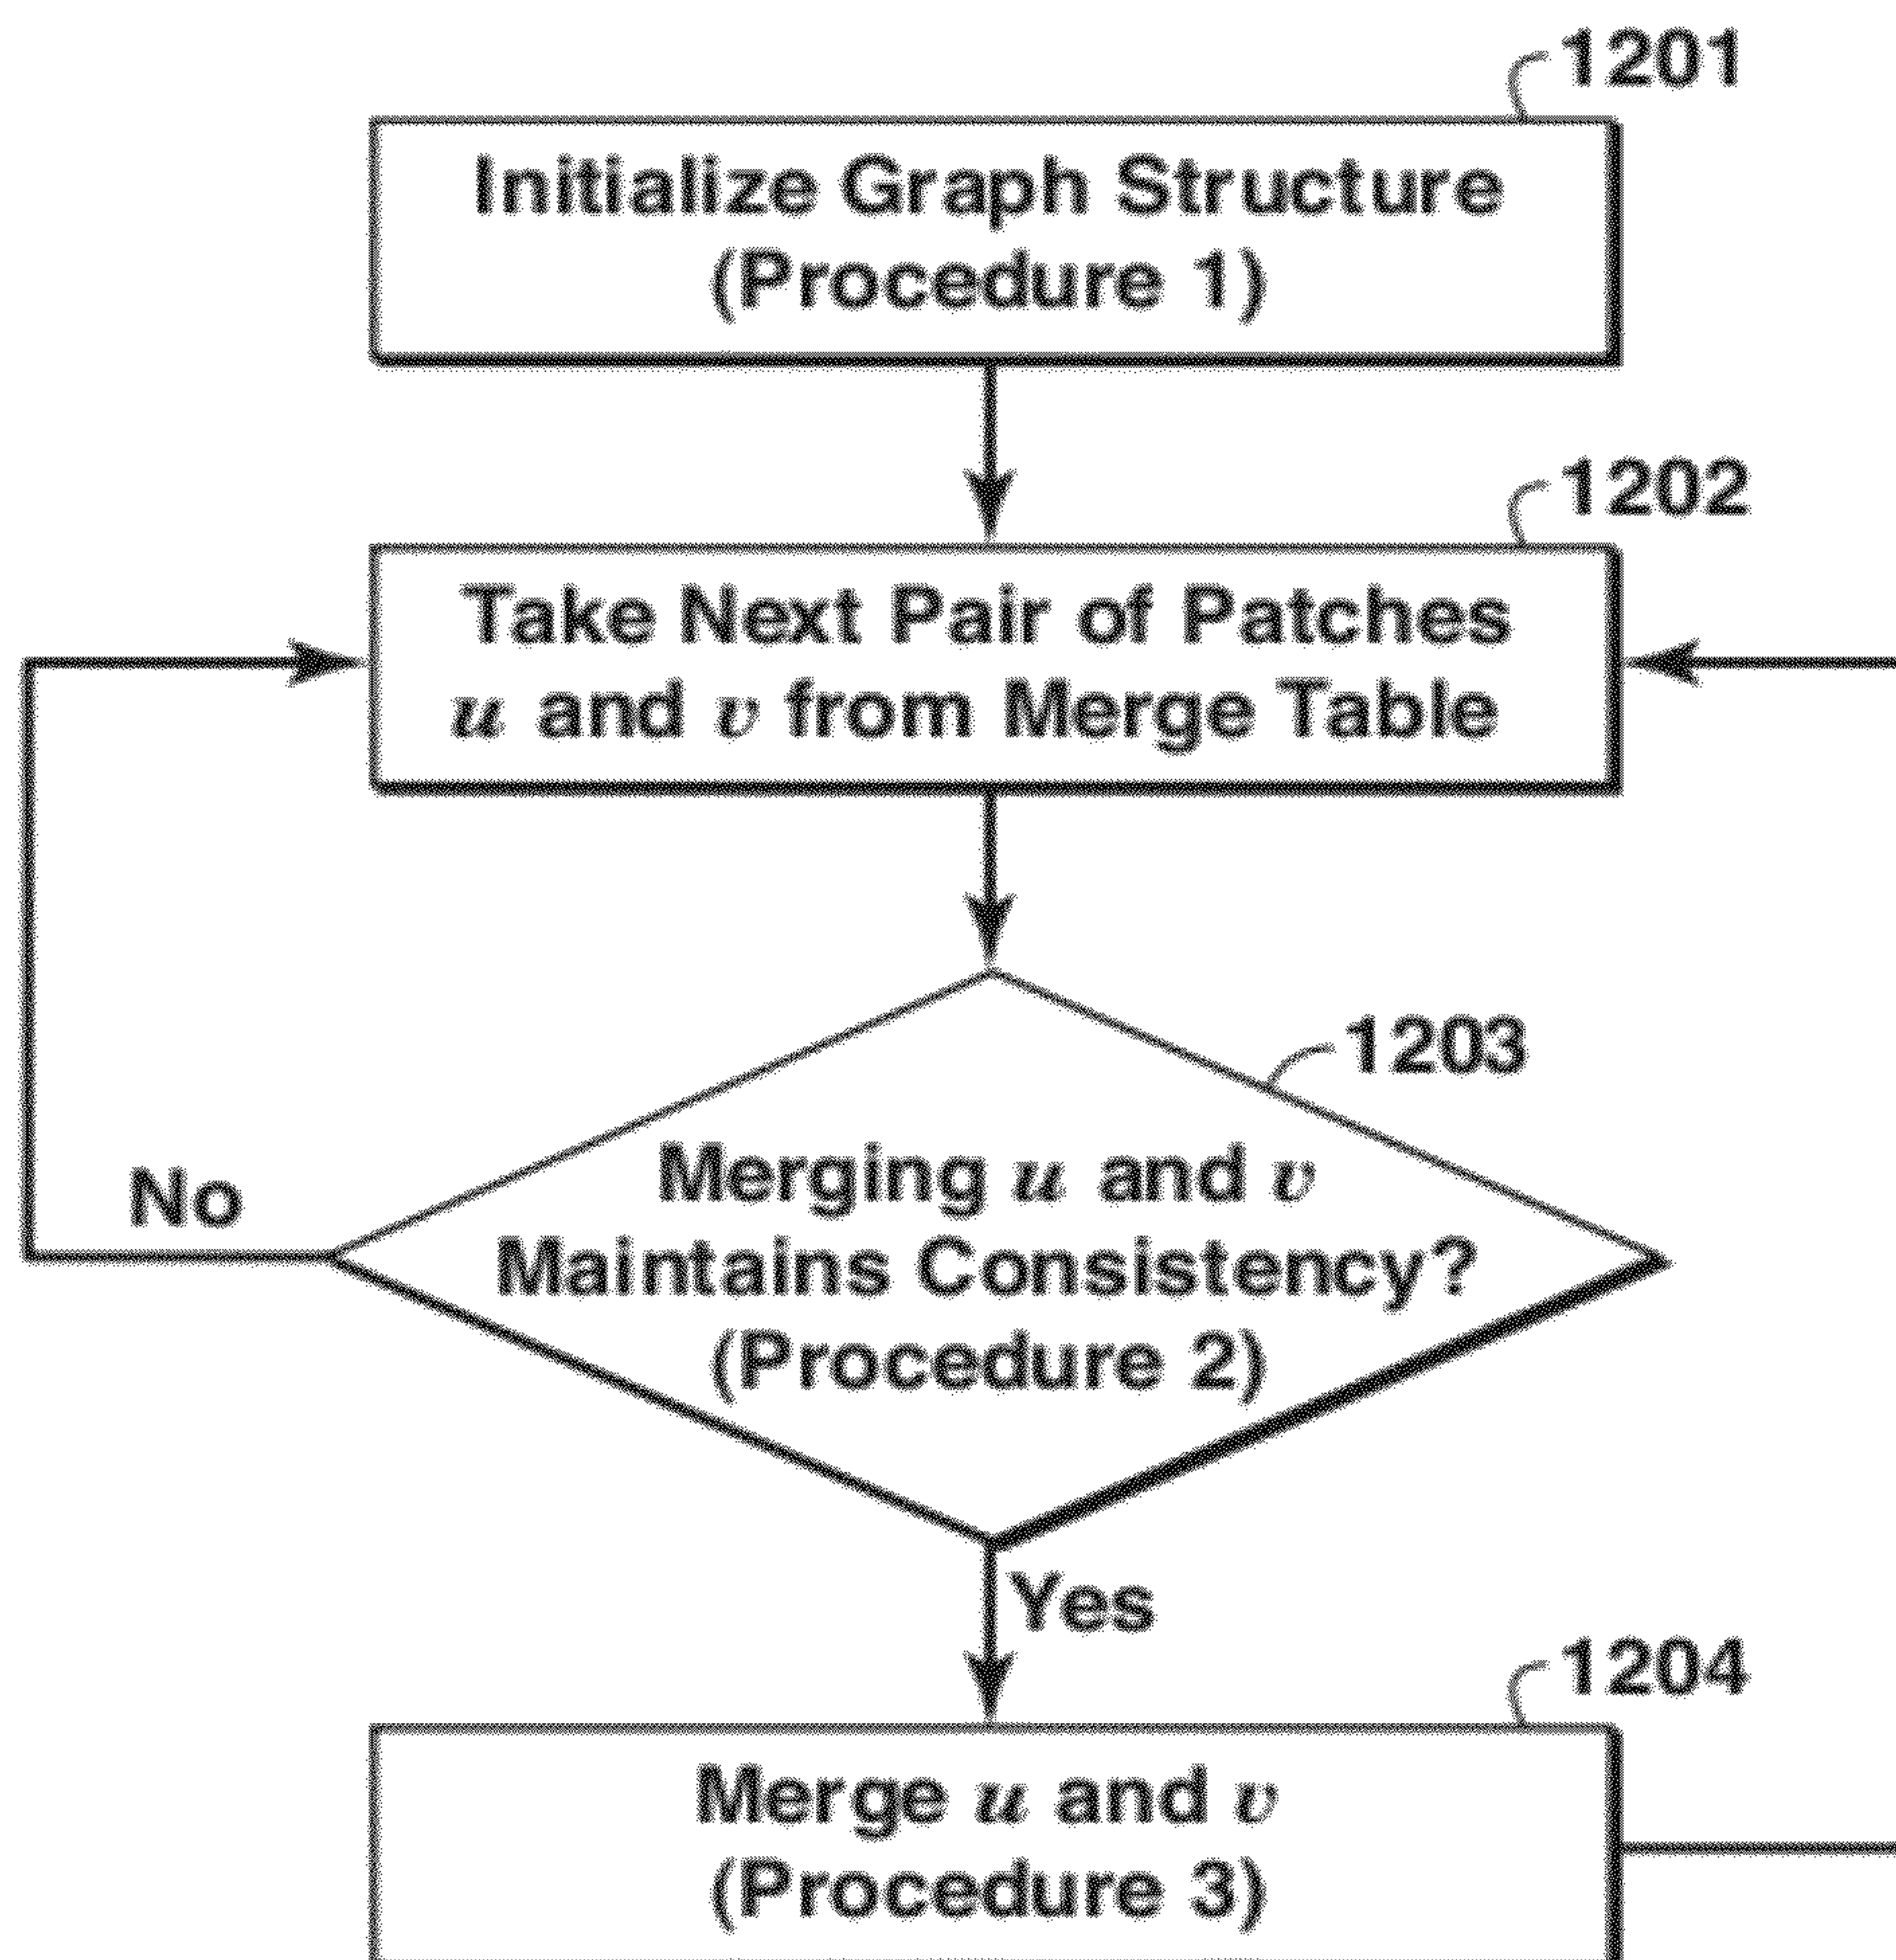 1201
Initialize Graph Structure
(Procedure 1)
1202
Take Next Pair of Patches
u and v from Merge Table
1203
Merging u and v
Maintains Consistency?
(Procedure 2)
No
Yes
1204
Merge u and v
(Procedure 3)